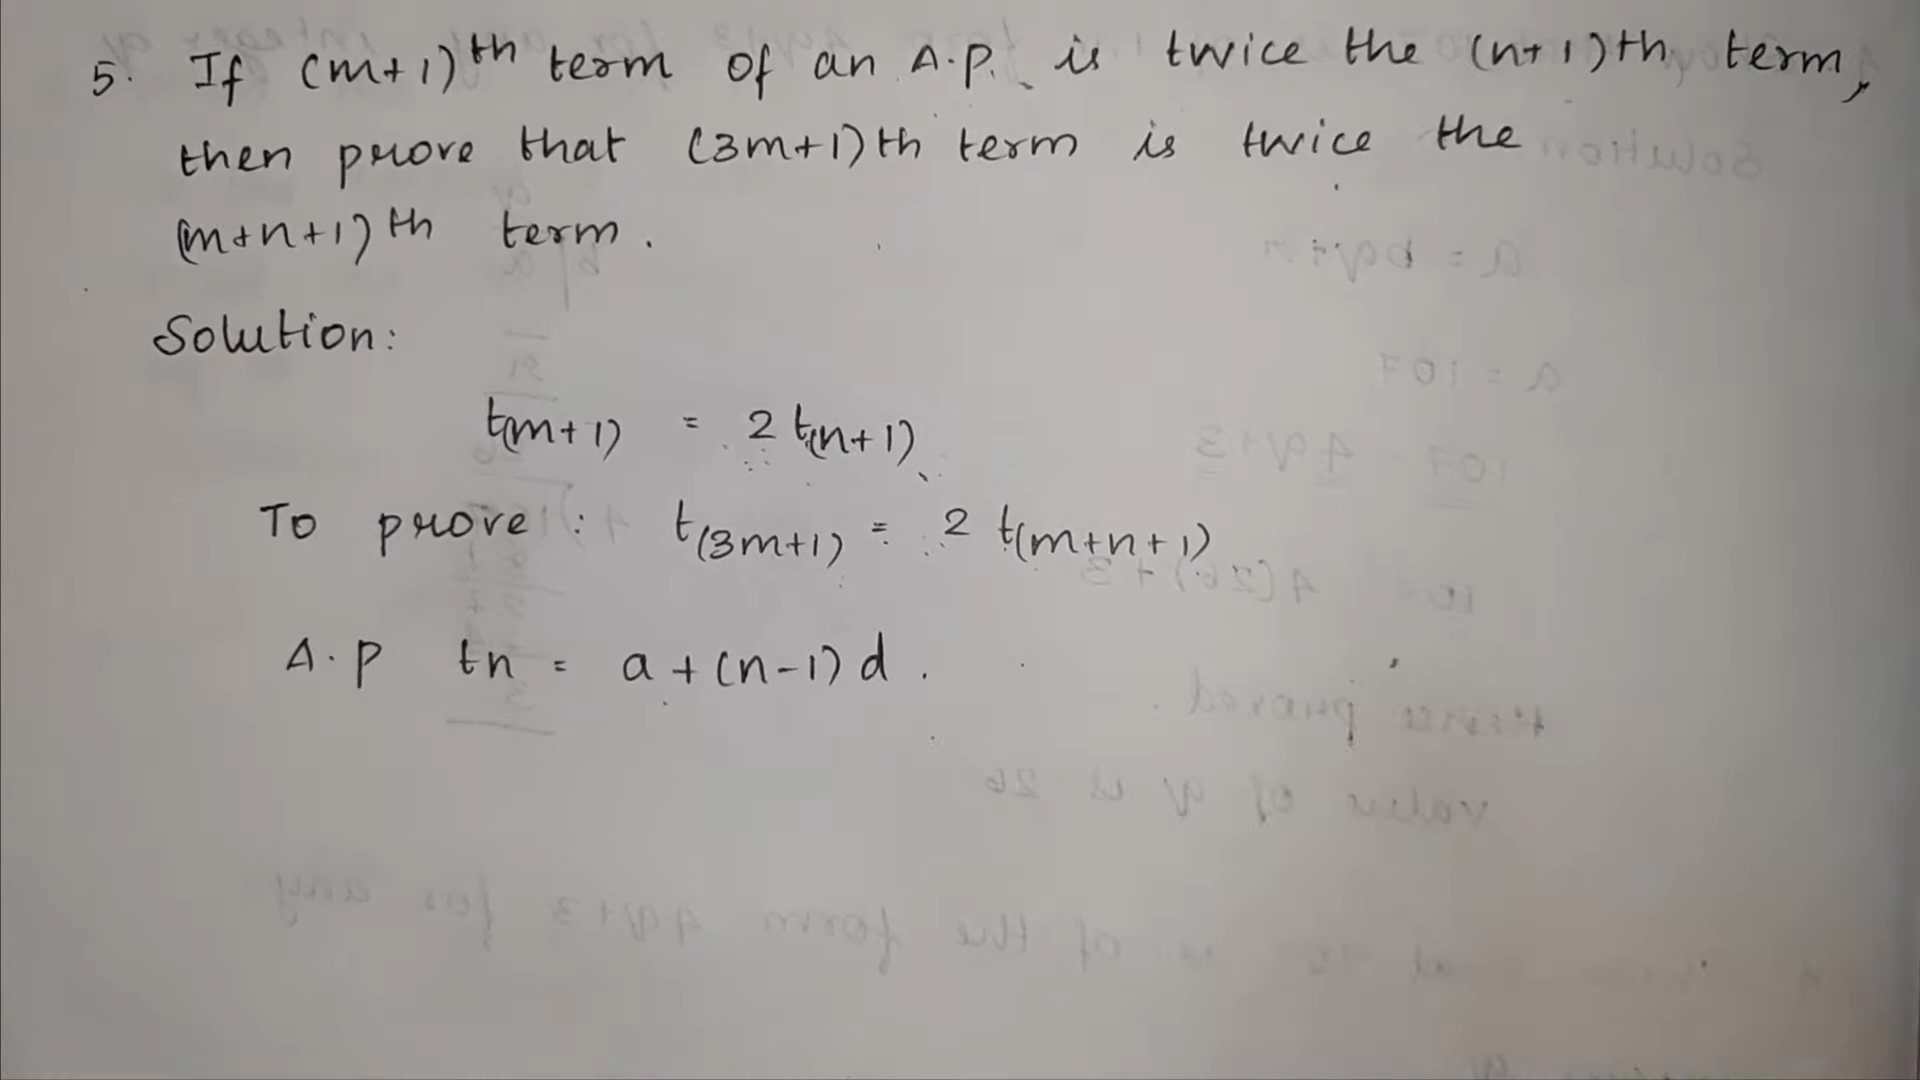 5. If (m+1)th term of an A.P. is twice the (n+1)th term,
then prove that (3m+1)th term is twice the
(m+n+1)th term.
Solution:
t(m+1) = 2 t(n+1)
To prove : t(3m+1) = 2 t(m+n+1)
A.p tn = a + (n-1) d .